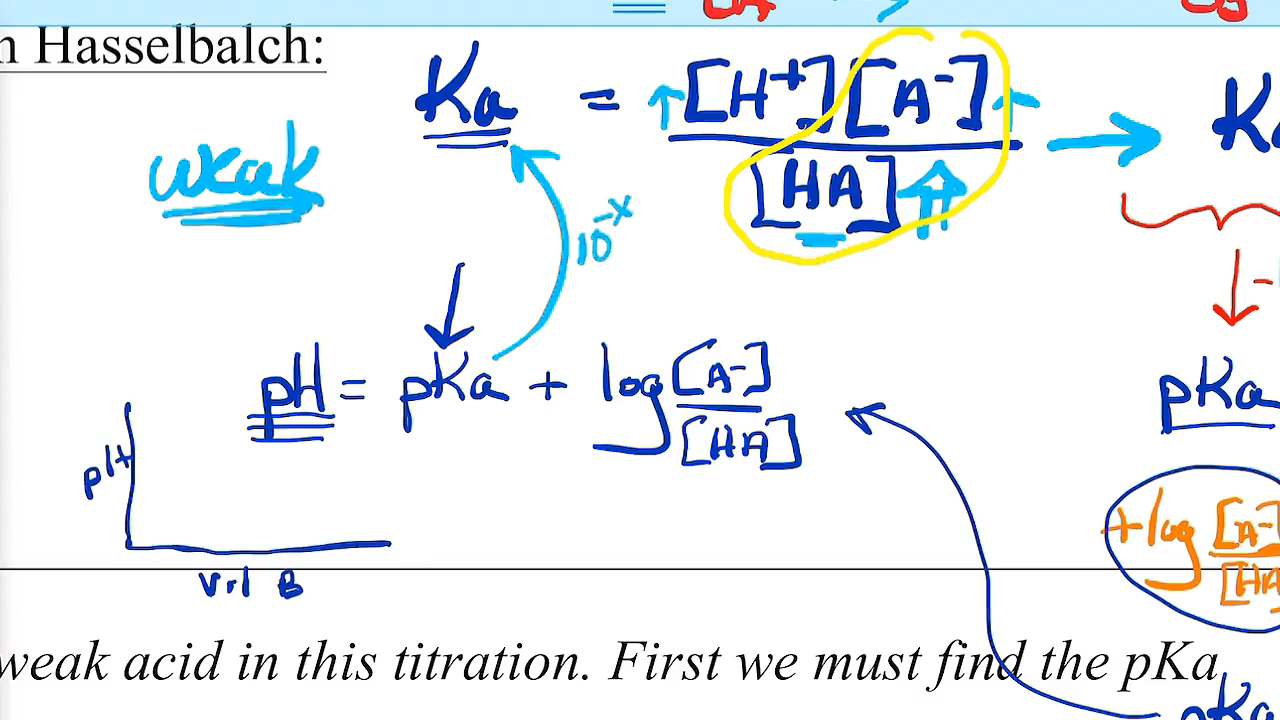 Hasselbalch:
Ka = [H+][A-] / [HA] → K
weak
10^-x
pH = pKa + log [A-] / [HA]
pKa
pH
+log [A-] / [HA]
Vol B
weak acid in this titration. First we must find the pKa
pKa